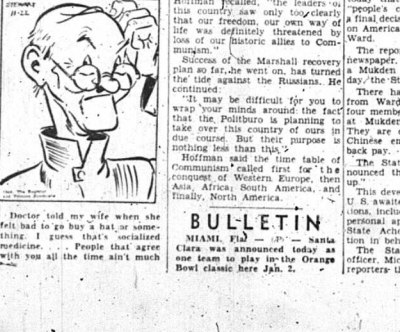 STEWART
11-22
Doctor told my wife when she
felt bad to go buy a hat or some-
thing. I guess that's socialized
medicine. . . . People that agree
with you all the time ain't much
Hoffman recalled, "the leaders of
this country saw only too clearly
that our freedom, our own way of
life was definitely threatened by
loss of our historic allies to Com-
munism."
Success of the Marshall recovery
plan so far, he went on, has turned
the tide against the Russians. He
continued:
"It may be difficult for you to
wrap your minds around the fact
that the Politburo is planning to
take over this country of ours in
due course. But their purpose is
nothing less than this."
Hoffman said the time table of
Communism called first for the
conquest of Western Europe, then
Asia, Africa, South America, and
finally, North America.
BULLETIN
MIAMI, Fla — (P) — Santa
Clara was announced today as
one team to play in the Orange
Bowl classic here Jan. 2.
"people's c
a final decis
on America
Ward.
The repor
newspaper.
a Mukden
day, the Sta
There ha
from Ward
four membe
at Mukden
They are c
Chinese em
back pay.
The Stat
nounced th
up."
This deve
U. S. awaite
tions, includ
personal ap
State Ache
tion in beh
The Sta
officer, Mic
reporters th